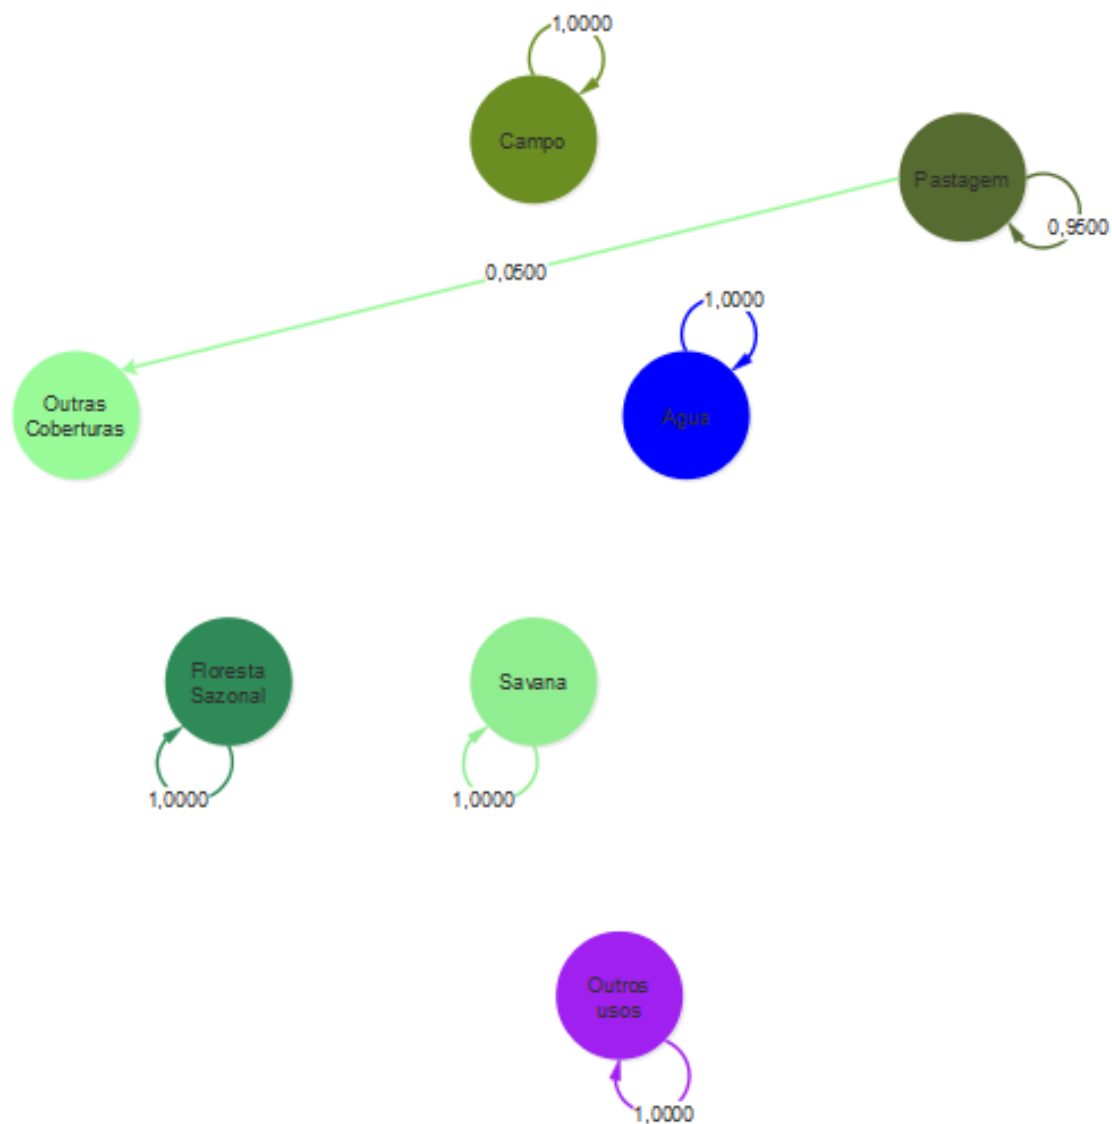 1,0000
Campo
Pastagem
0,9500
0,0500
1,0000
Outras
Coberturas
Agua
Floresta
Sazonal
Savana
1,0000
1,0000
Outros
usos
1,0000